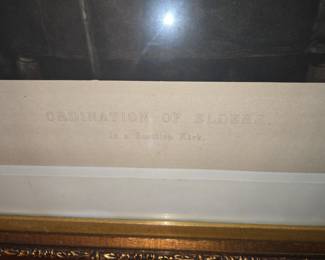 ORDINATION OF ELDERS.
in a Scottish Kirk.